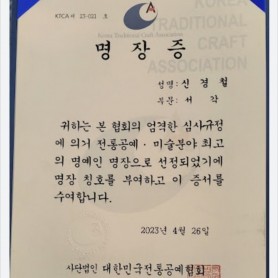 KTCA 제 23-023 호
KOREA
TRADITIONAL
CRAFT
ASSOCIATION
Korea Traditional Craft Association
명장증
성명: 신경철
부문: 서 각
귀하는 본 협회의 엄격한 심사규정
에 의거 전통공예 · 미술분야 최고
의 명예인 명장으로 선정되었기에
명장 칭호를 부여하고 이 증서를
수여합니다.
2023년 4월 26일
사단법인 대한민국전통공예협회